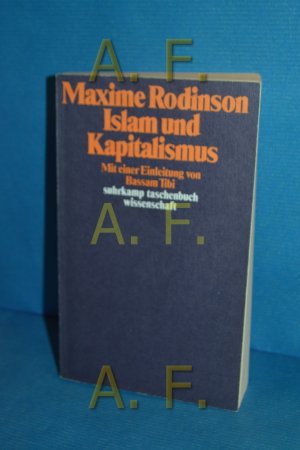 A. F.
Maxime Rodinson
Islam und
Kapitalismus
Mit einer Einleitung von
Bassam Tibi
suhrkamp taschenbuch
wissenschaft
A. F.
A. F.